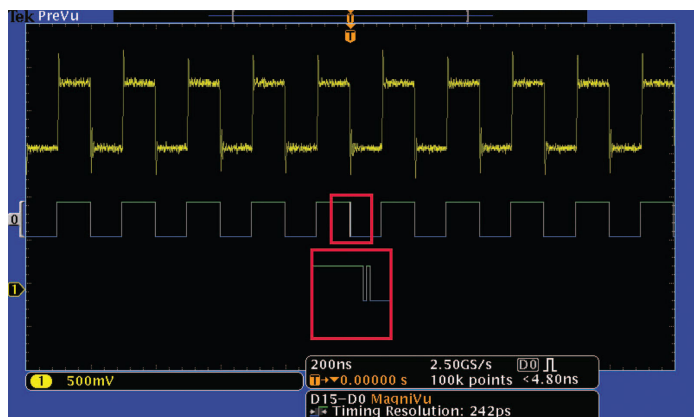 Tek PreVu
T
T
0
1
1 500mV
200ns 2.50GS/s D0
T→▼0.00000 s 100k points <4.80ns
D15-D0 MagniVu
Timing Resolution: 242ps